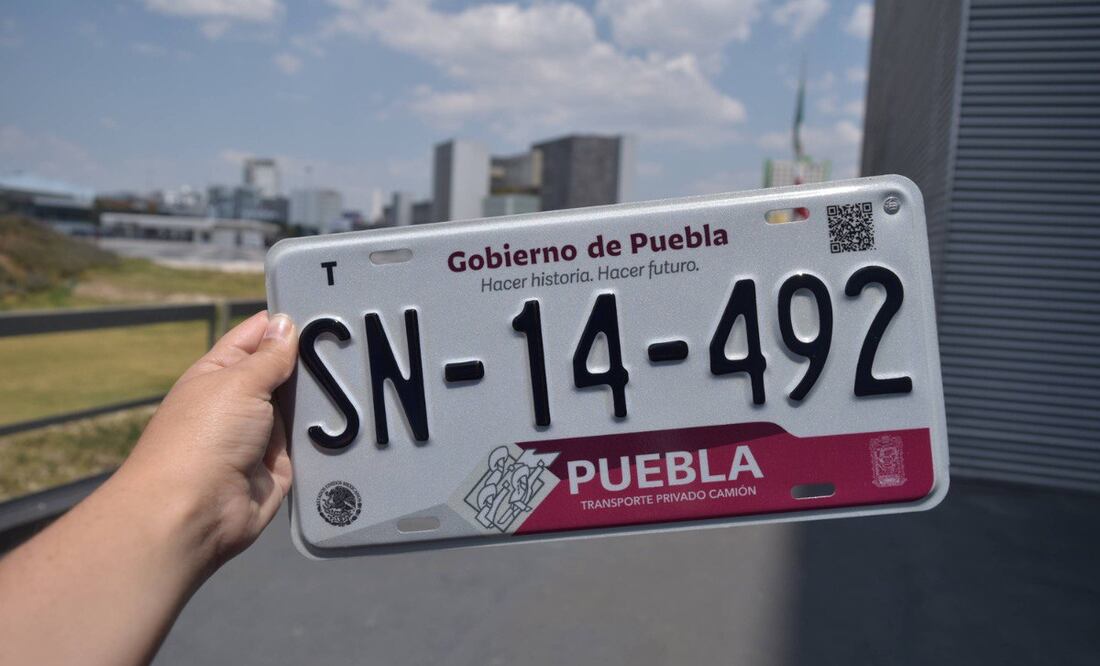 T
Gobierno de Puebla
Hacer historia. Hacer futuro.
SN-14-492
PUEBLA
TRANSPORTE PRIVADO CAMIÓN